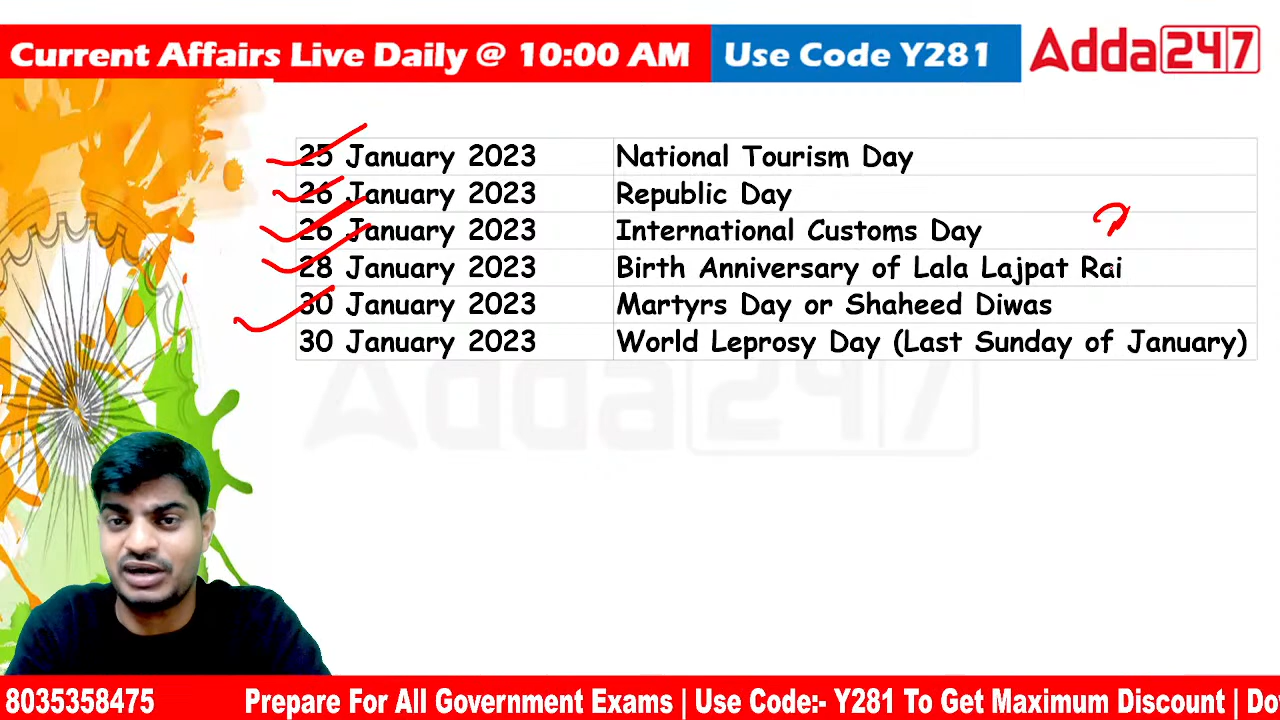 Current Affairs Live Daily @ 10:00 AM Use Code Y281 Adda247
25 January 2023 National Tourism Day
26 January 2023 Republic Day
26 January 2023 International Customs Day
28 January 2023 Birth Anniversary of Lala Lajpat Rai
30 January 2023 Martyrs Day or Shaheed Diwas
30 January 2023 World Leprosy Day (Last Sunday of January)
Adda247
8035358475 Prepare For All Government Exams | Use Code:- Y281 To Get Maximum Discount | Do